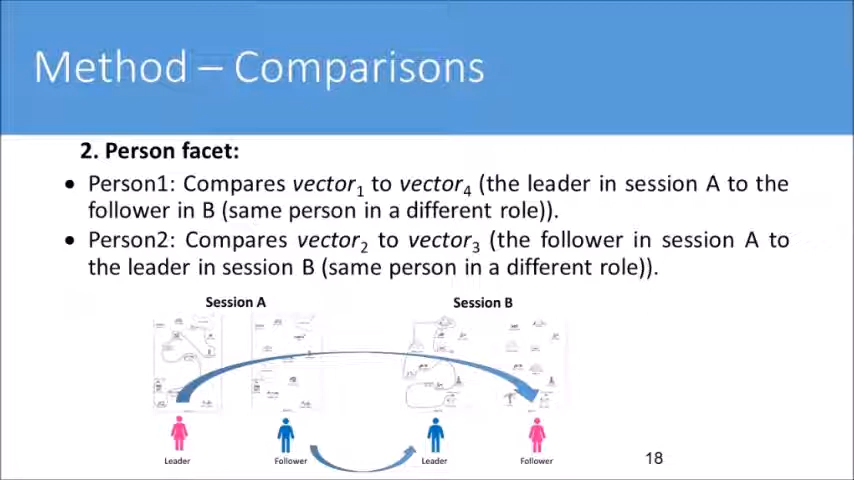 Method – Comparisons
2. Person facet:
• Person1: Compares vector₁ to vector₄ (the leader in session A to the
follower in B (same person in a different role)).
• Person2: Compares vector₂ to vector₃ (the follower in session A to
the leader in session B (same person in a different role)).
Session A
Session B
Leader
Follower
Leader
Follower
18